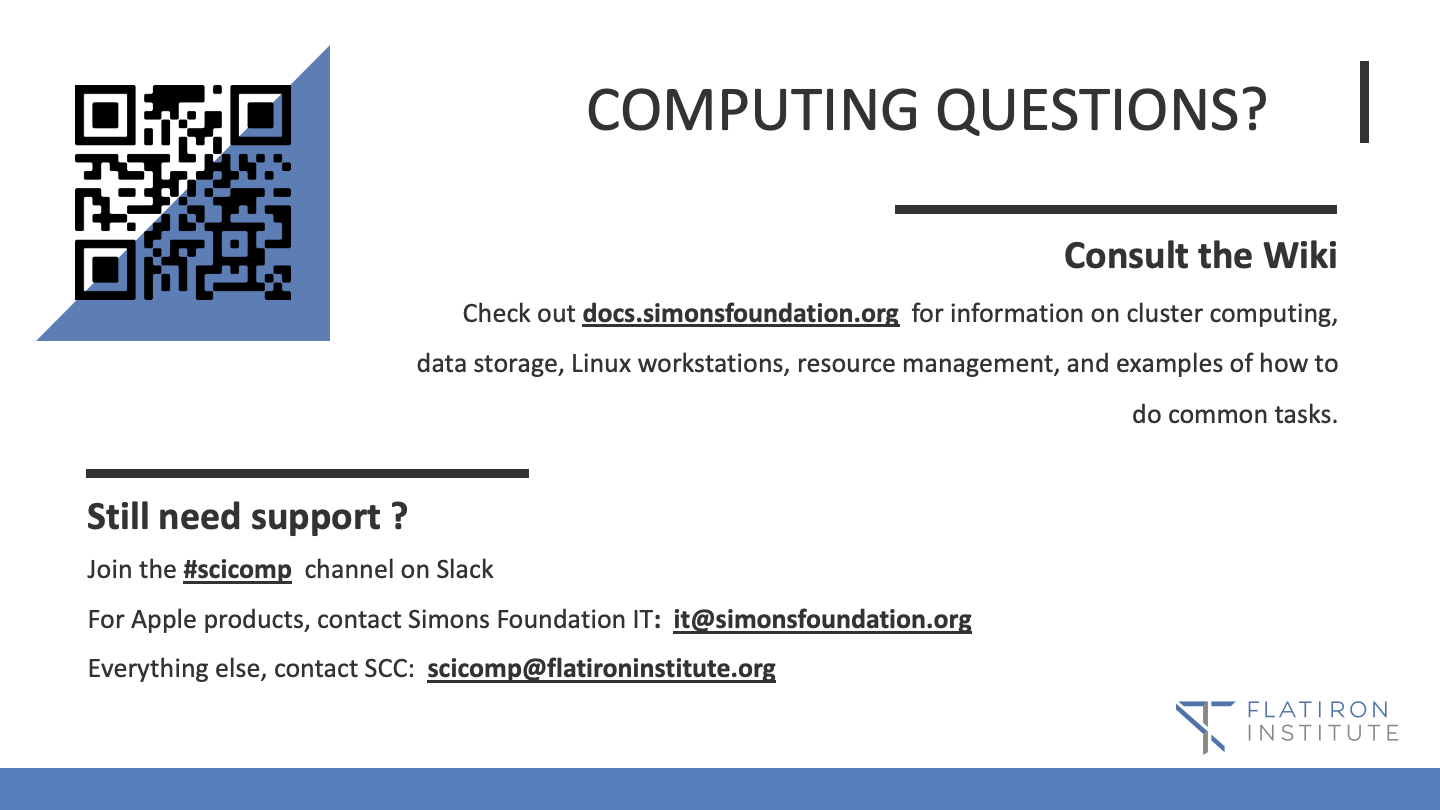 COMPUTING QUESTIONS?
Consult the Wiki
Check out docs.simonsfoundation.org for information on cluster computing,
data storage, Linux workstations, resource management, and examples of how to
do common tasks.
Still need support ?
Join the #scicomp channel on Slack
For Apple products, contact Simons Foundation IT: it@simonsfoundation.org
Everything else, contact SCC: scicomp@flatironinstitute.org
FLATIRON
INSTITUTE